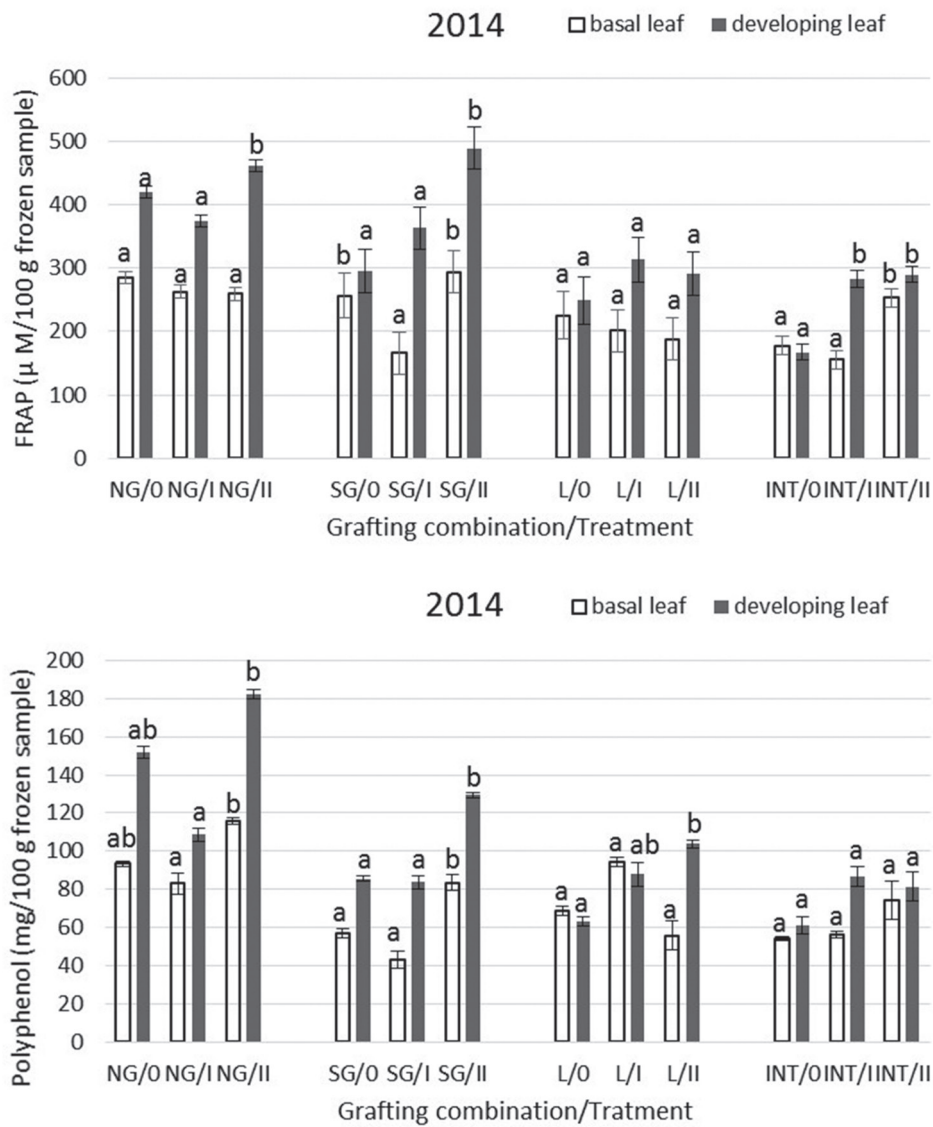 2014 basal leaf developing leaf
600
500
400
300
200
100
0
FRAP (µ M/100 g frozen sample)
a a a a a b
b a a a b b
a a a a a a
a a a b b b
NG/0 NG/I NG/II SG/0 SG/I SG/II L/0 L/I L/II INT/0 INT/I INT/II
Grafting combination/Treatment
2014 basal leaf developing leaf
200
180
160
140
120
100
80
60
40
20
0
Polyphenol (mg/100 g frozen sample)
ab ab a a b b
a a a a b b
a a a ab a b
a a a a a a
NG/0 NG/I NG/II SG/0 SG/I SG/II L/0 L/I L/II INT/0 INT/I INT/II
Grafting combination/Tratment